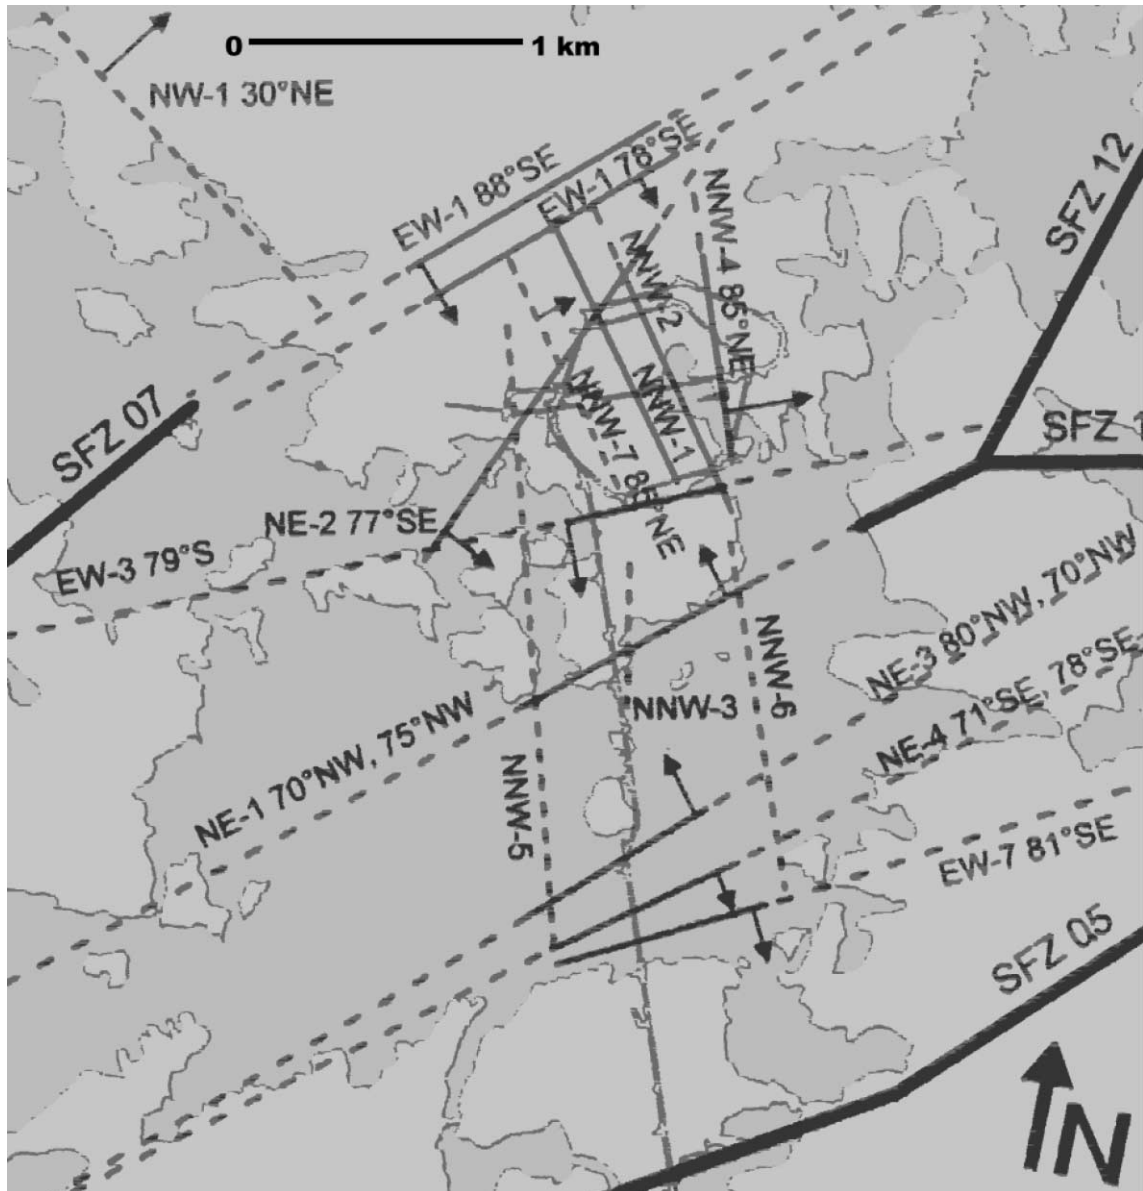 0 1 km
NW-1 30°NE
EW-1 88°SE
EW-1 78°SE
SFZ 12
NNW-4 85°NE
NNW-2
SFZ 07
NNW-1
NNW-7 85°NE
SFZ 1
NE-2 77°SE
EW-3 79°S
NE-3 80°NW, 70°NW
NNW-6
NE-4 71°SE, 78°SE
NNW-3
NE-1 70°NW, 75°NW
NNW-5
EW-7 81°SE
SFZ 05
N